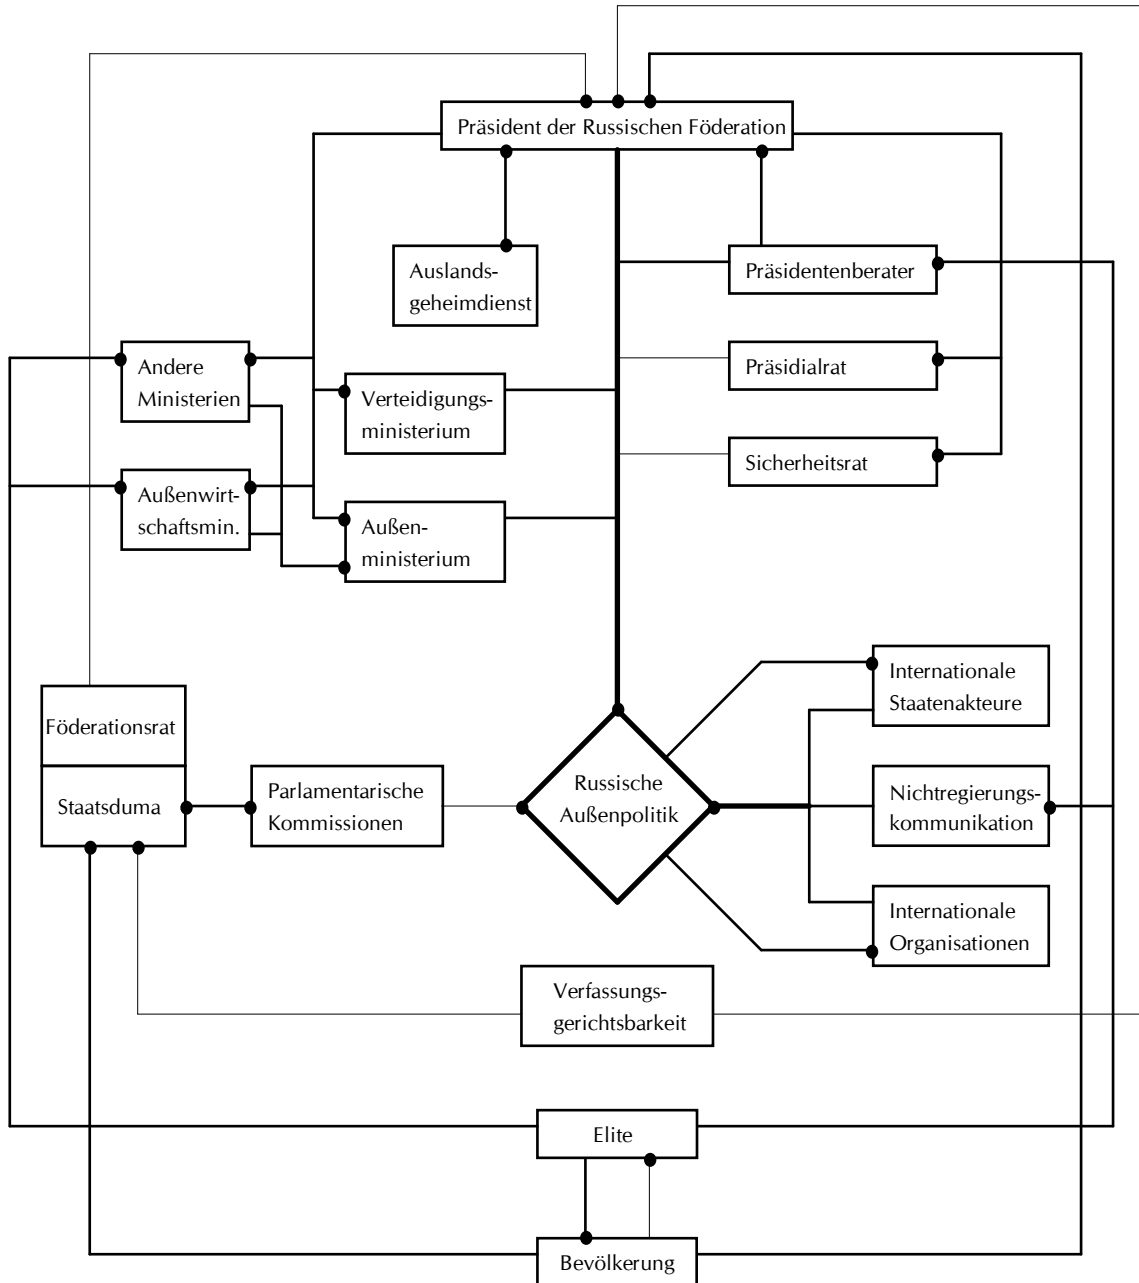 Präsident der Russischen Föderation
Auslands-
geheimdienst
Präsidentenberater
Andere
Ministerien
Verteidigungs-
ministerium
Präsidialrat
Außenwirt-
schaftsmin.
Außen
ministerium
Sicherheitsrat
Föderationsrat
Staatsduma
Parlamentarische
Kommissionen
Russische
Außenpolitik
Internationale
Staatenakteure
Nichtregierungs-
kommunikation
Internationale
Organisationen
Verfassungs-
gerichtsbarkeit
Elite
Bevölkerung